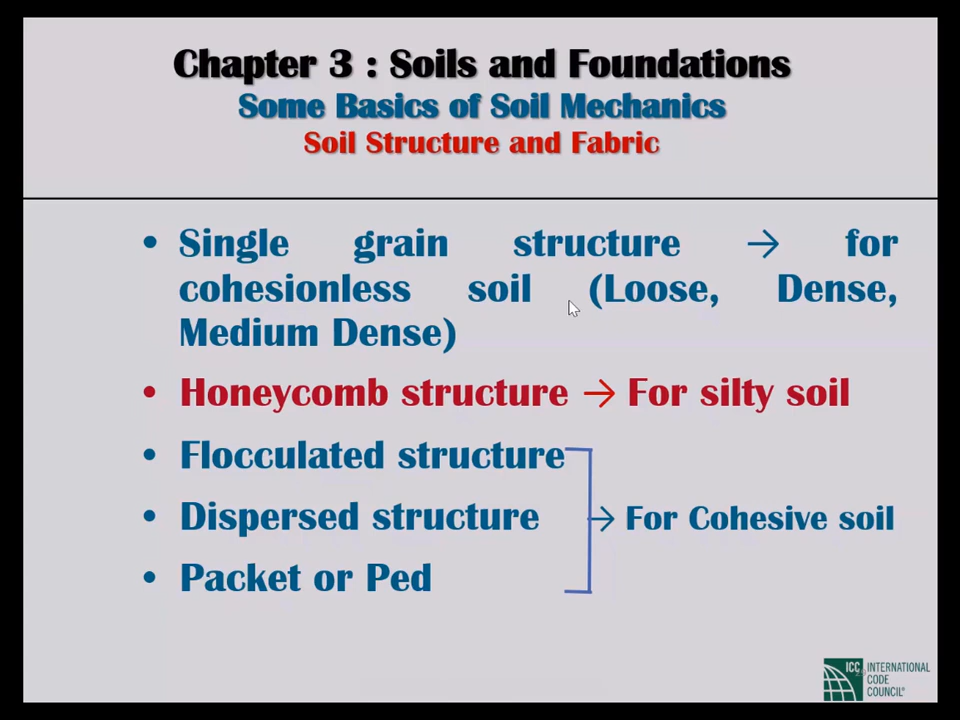 Chapter 3 : Soils and Foundations
Some Basics of Soil Mechanics
Soil Structure and Fabric
• Single grain structure → for
cohesionless soil (Loose, Dense,
Medium Dense)
• Honeycomb structure → For silty soil
• Flocculated structure
• Dispersed structure → For Cohesive soil
• Packet or Ped
ICC INTERNATIONAL
CODE
COUNCIL®